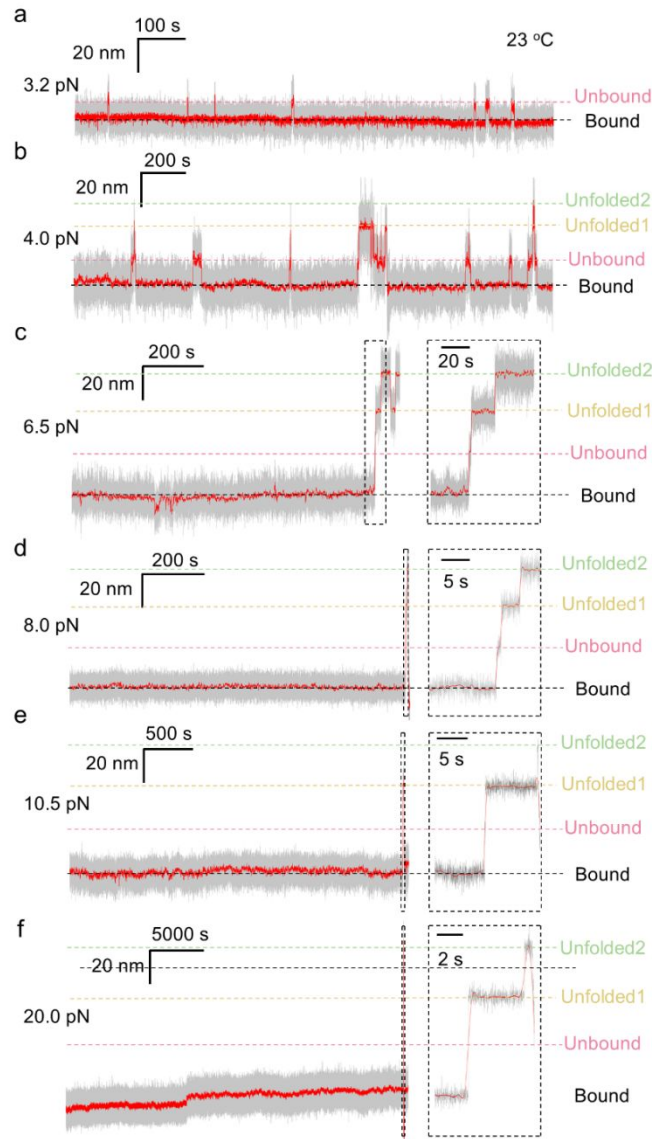 a
100 s
20 nm
23 °C
3.2 pN
Unbound
Bound
b
200 s
20 nm
4.0 pN
Unfolded2
Unfolded1
Unbound
Bound
c
200 s
20 nm
6.5 pN
20 s
Unfolded2
Unfolded1
Unbound
Bound
d
200 s
20 nm
8.0 pN
5 s
Unfolded2
Unfolded1
Unbound
Bound
e
500 s
20 nm
10.5 pN
5 s
Unfolded2
Unfolded1
Unbound
Bound
f
5000 s
20 nm
20.0 pN
2 s
Unfolded2
Unfolded1
Unbound
Bound